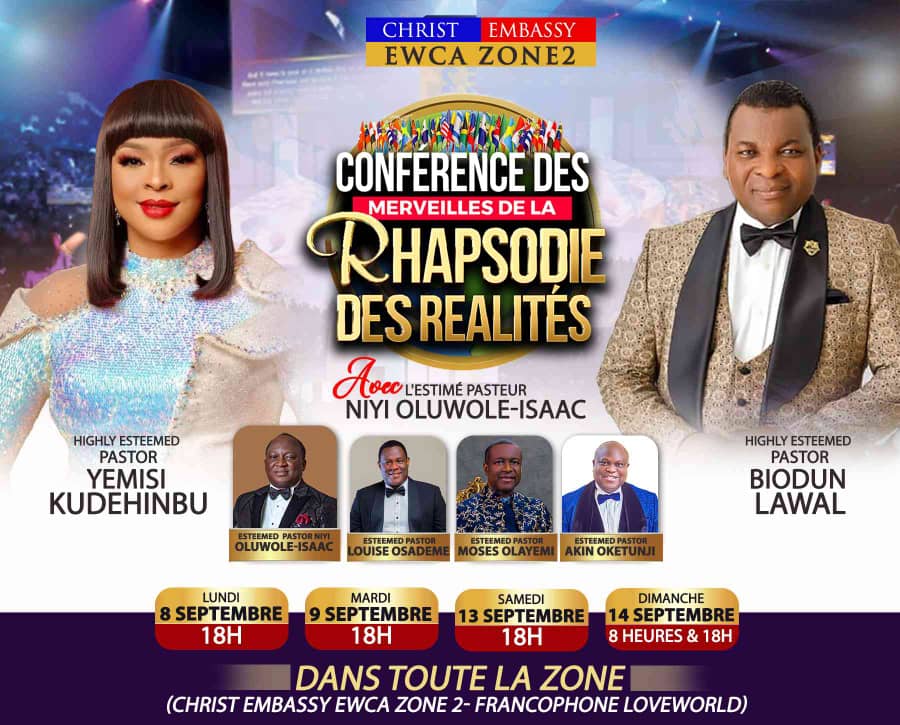 CHRIST EMBASSY
EWCA ZONE2
CONFÉRENCE DES
MERVEILLES DE LA
RHAPSODIE
DES REALITÉS
Avec L'ESTIMÉ PASTEUR
NIYI OLUWOLE-ISAAC
HIGHLY ESTEEMED
PASTOR
YEMISI
KUDEHINBU
HIGHLY ESTEEMED
PASTOR
BIODUN
LAWAL
ESTEEMED PASTOR NIYI
OLUWOLE-ISAAC
ESTEEMED PASTOR
LOUISE OSADEME
ESTEEMED PASTOR
MOSES OLAYEMI
ESTEEMED PASTOR
AKIN OKETUNJI
LUNDI
8 SEPTEMBRE
18H
MARDI
9 SEPTEMBRE
18H
SAMEDI
13 SEPTEMBRE
18H
DIMANCHE
14 SEPTEMBRE
8 HEURES & 18H
DANS TOUTE LA ZONE
(CHRIST EMBASSY EWCA ZONE 2- FRANCOPHONE LOVEWORLD)